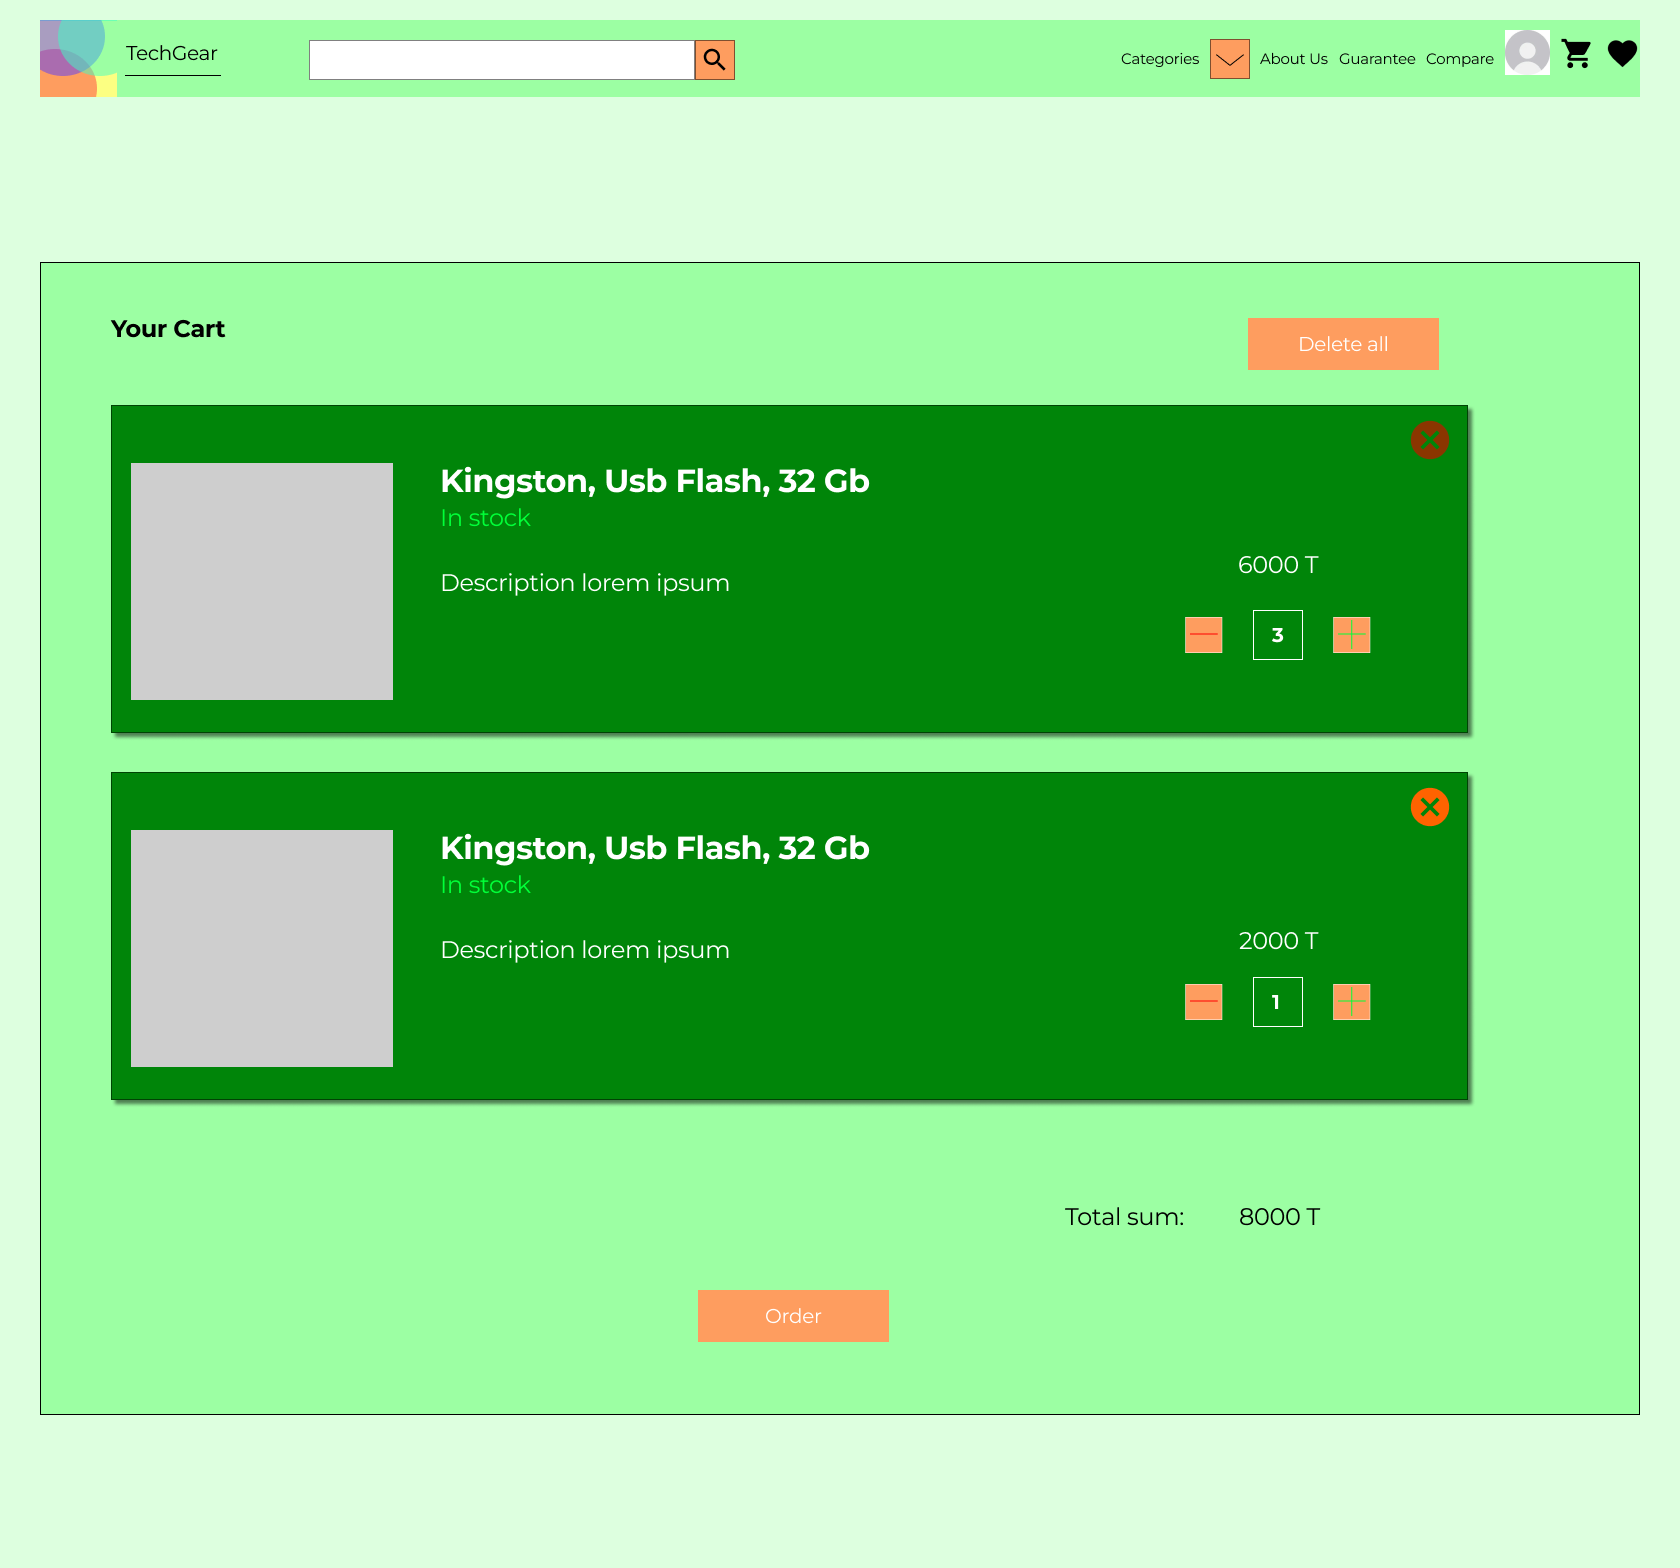 TechGear
Categories
About Us
Guarantee
Compare
Your Cart
Delete all
Kingston, Usb Flash, 32 Gb
In stock
Description lorem ipsum
6000 T
3
Kingston, Usb Flash, 32 Gb
In stock
Description lorem ipsum
2000 T
1
Total sum: 8000 T
Order